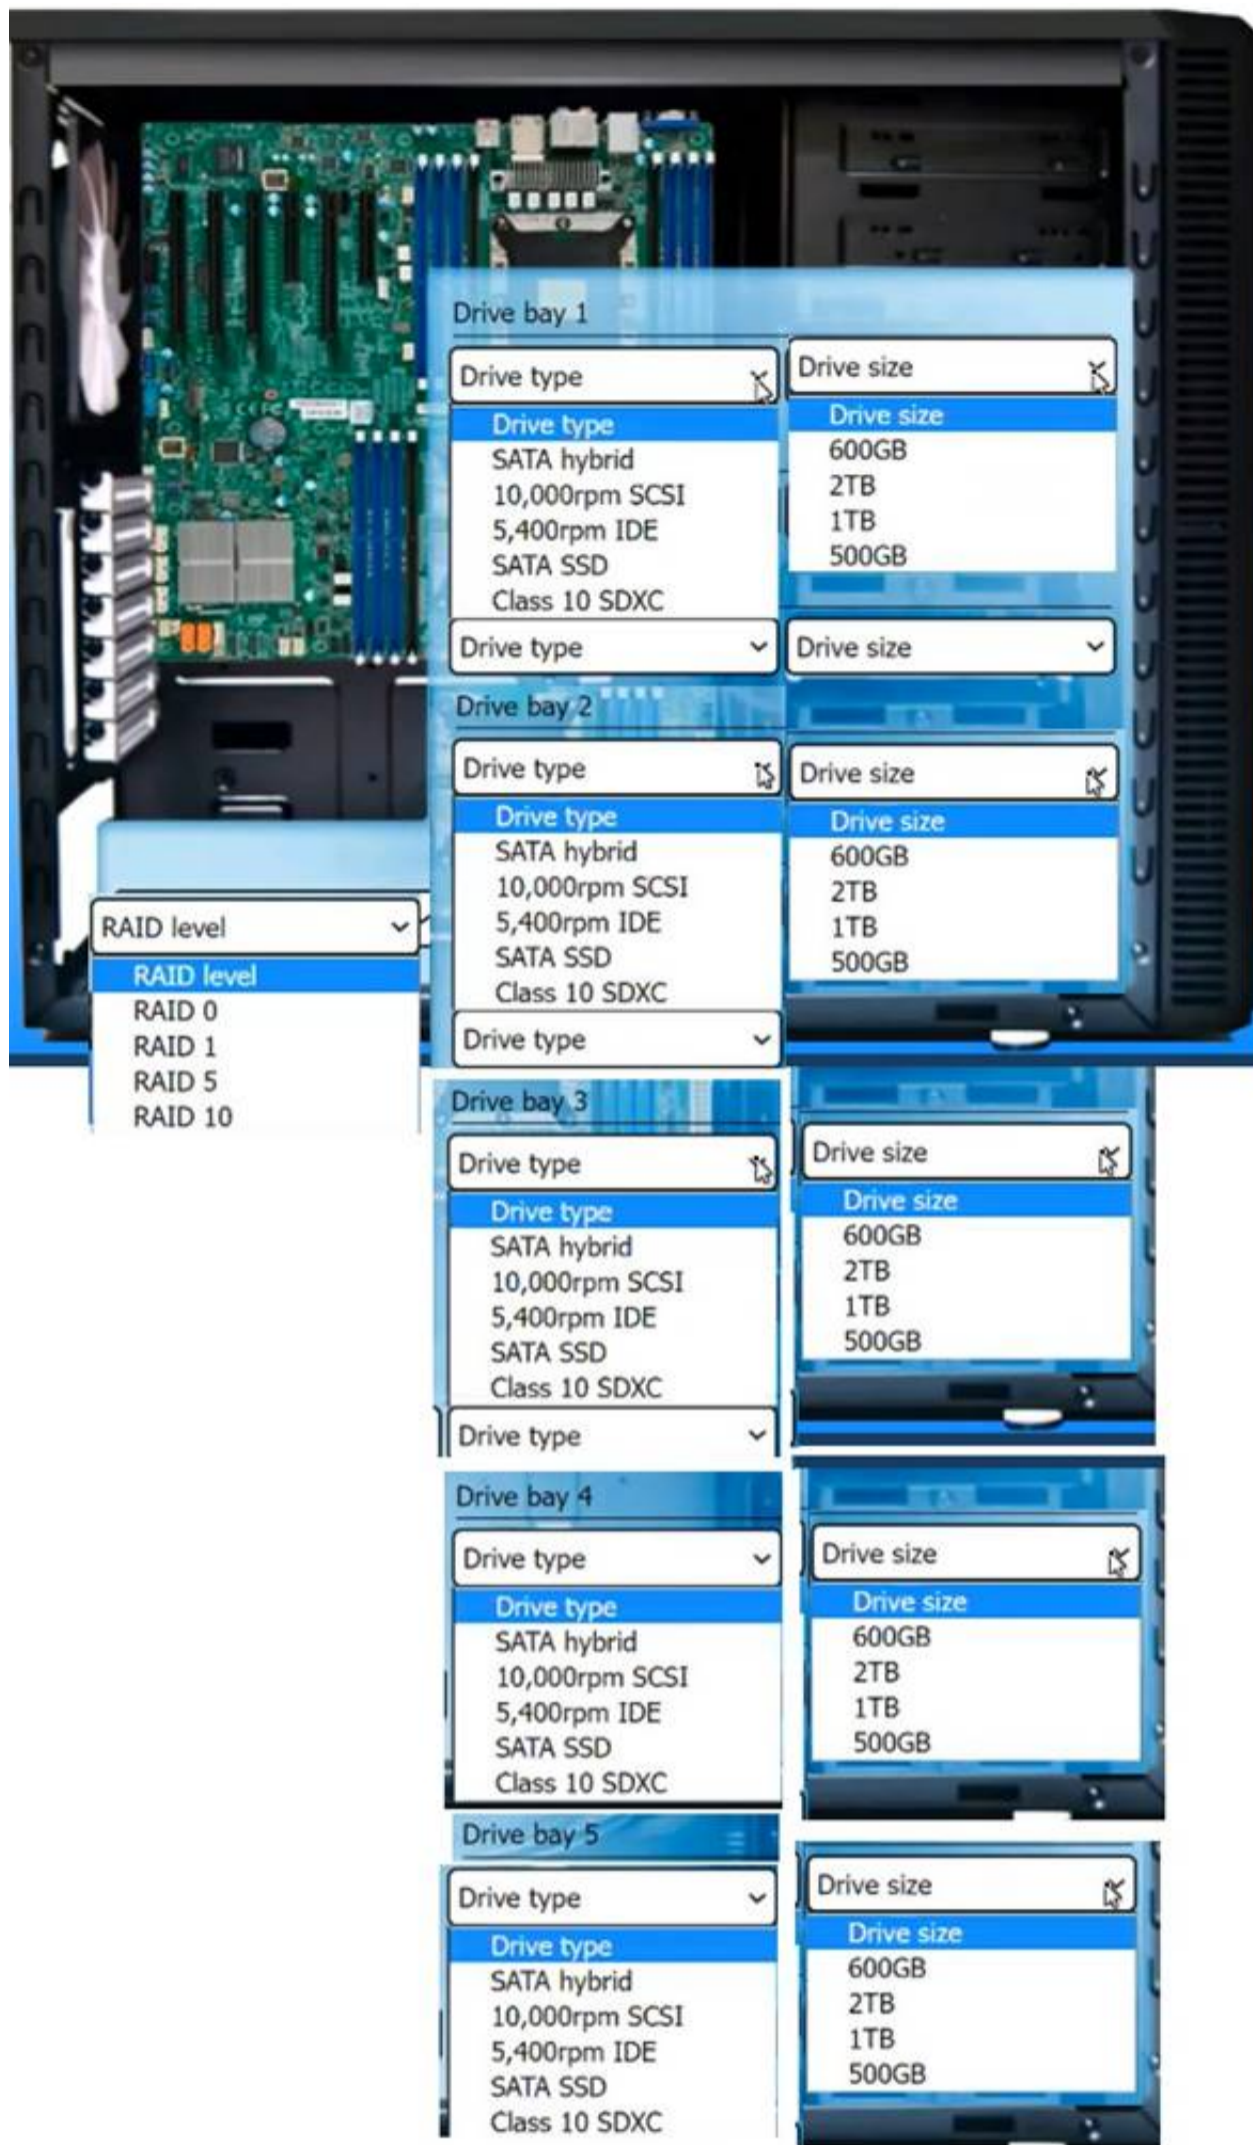 Drive bay 1
Drive type
Drive type
SATA hybrid
10,000rpm SCSI
5,400rpm IDE
SATA SSD
Class 10 SDXC
Drive type
Drive size
Drive size
600GB
2TB
1TB
500GB
Drive size
Drive bay 2
Drive type
Drive type
SATA hybrid
10,000rpm SCSI
5,400rpm IDE
SATA SSD
Class 10 SDXC
Drive type
Drive size
Drive size
600GB
2TB
1TB
500GB
RAID level
RAID level
RAID 0
RAID 1
RAID 5
RAID 10
Drive bay 3
Drive type
Drive type
SATA hybrid
10,000rpm SCSI
5,400rpm IDE
SATA SSD
Class 10 SDXC
Drive type
Drive size
Drive size
600GB
2TB
1TB
500GB
Drive bay 4
Drive type
Drive type
SATA hybrid
10,000rpm SCSI
5,400rpm IDE
SATA SSD
Class 10 SDXC
Drive size
Drive size
600GB
2TB
1TB
500GB
Drive bay 5
Drive type
Drive type
SATA hybrid
10,000rpm SCSI
5,400rpm IDE
SATA SSD
Class 10 SDXC
Drive size
Drive size
600GB
2TB
1TB
500GB